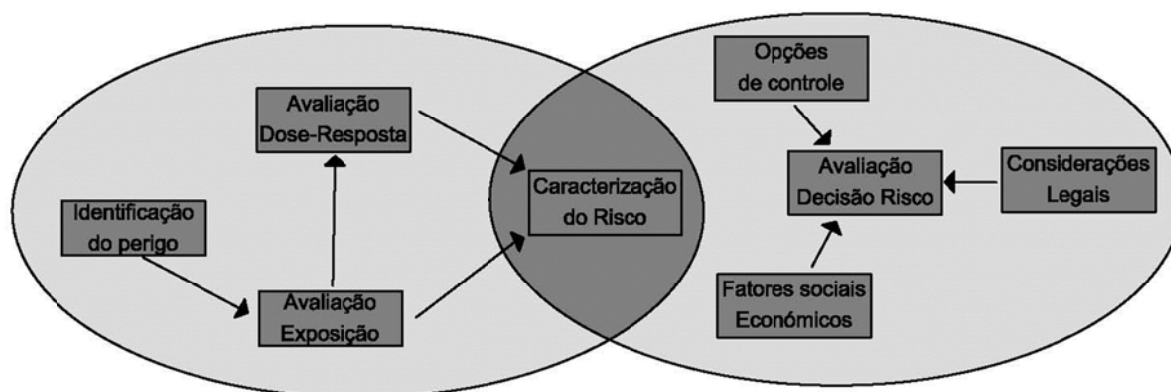 Avaliação
Dose-Resposta
Identificação
do perigo
Avaliação
Exposição
Caracterização
do Risco
Opções
de controle
Avaliação
Decisão Risco
Considerações
Legais
Fatores sociais
Económicos